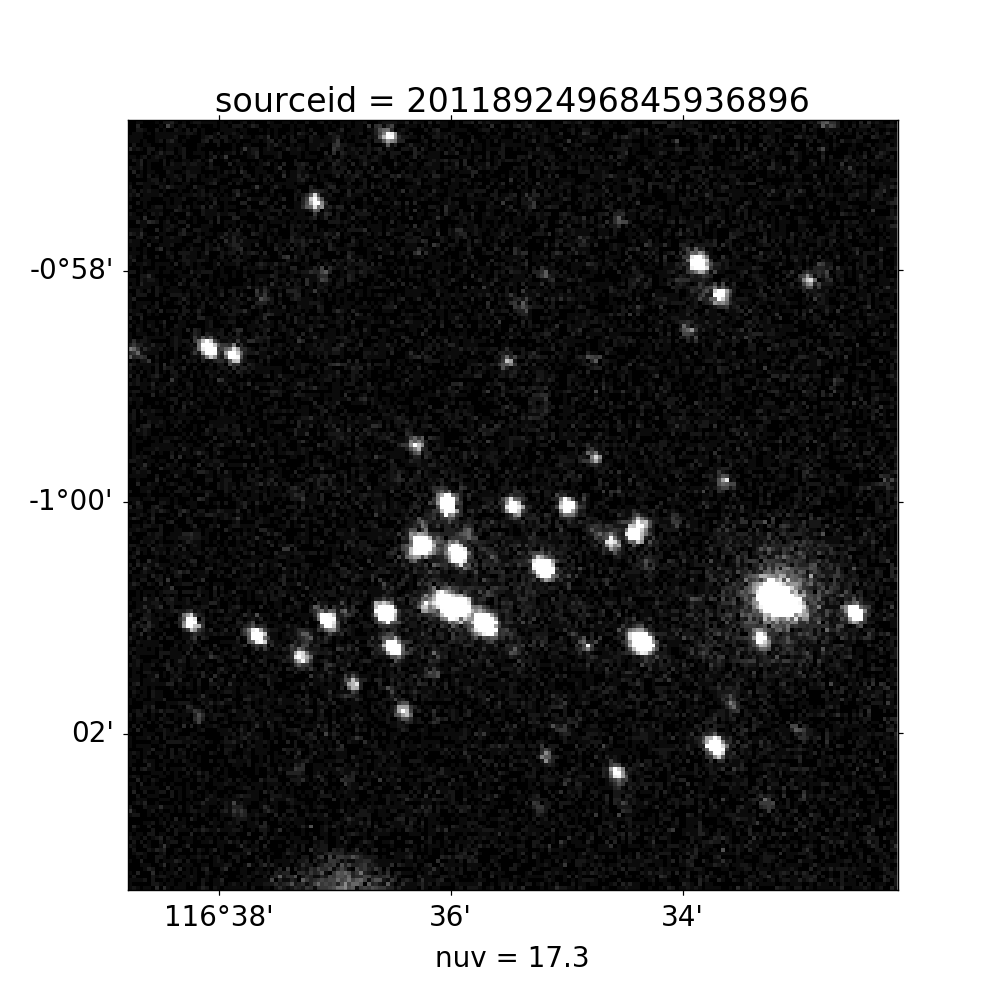 sourceid = 2011892496845936896
-0°58'
-1°00'
02'
116°38' 36' 34'
nuv = 17.3